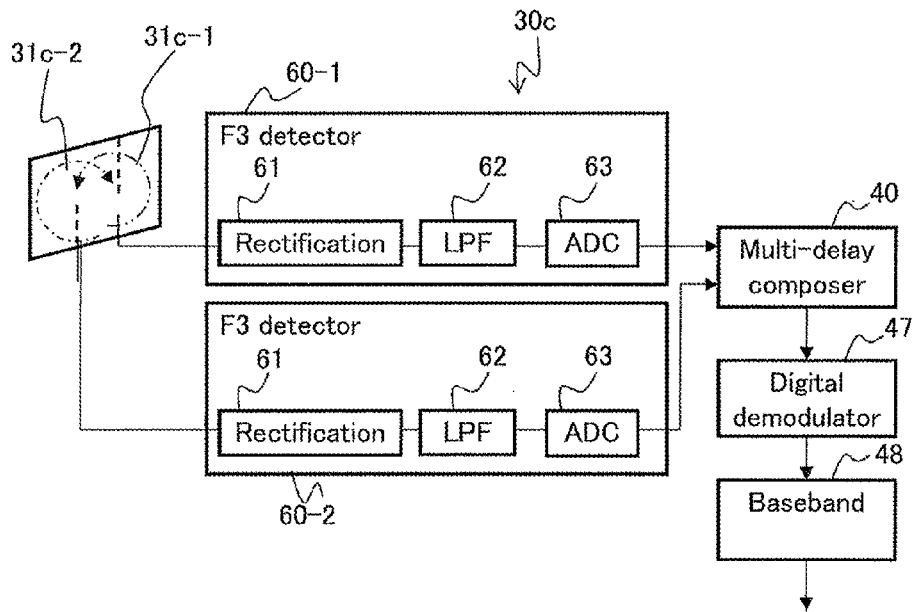 30c
31c-2
31c-1
60-1
F3 detector
61
62
63
Rectification
LPF
ADC
40
Multi-delay
composer
F3 detector
61
62
63
Rectification
LPF
ADC
60-2
47
Digital
demodulator
48
Baseband